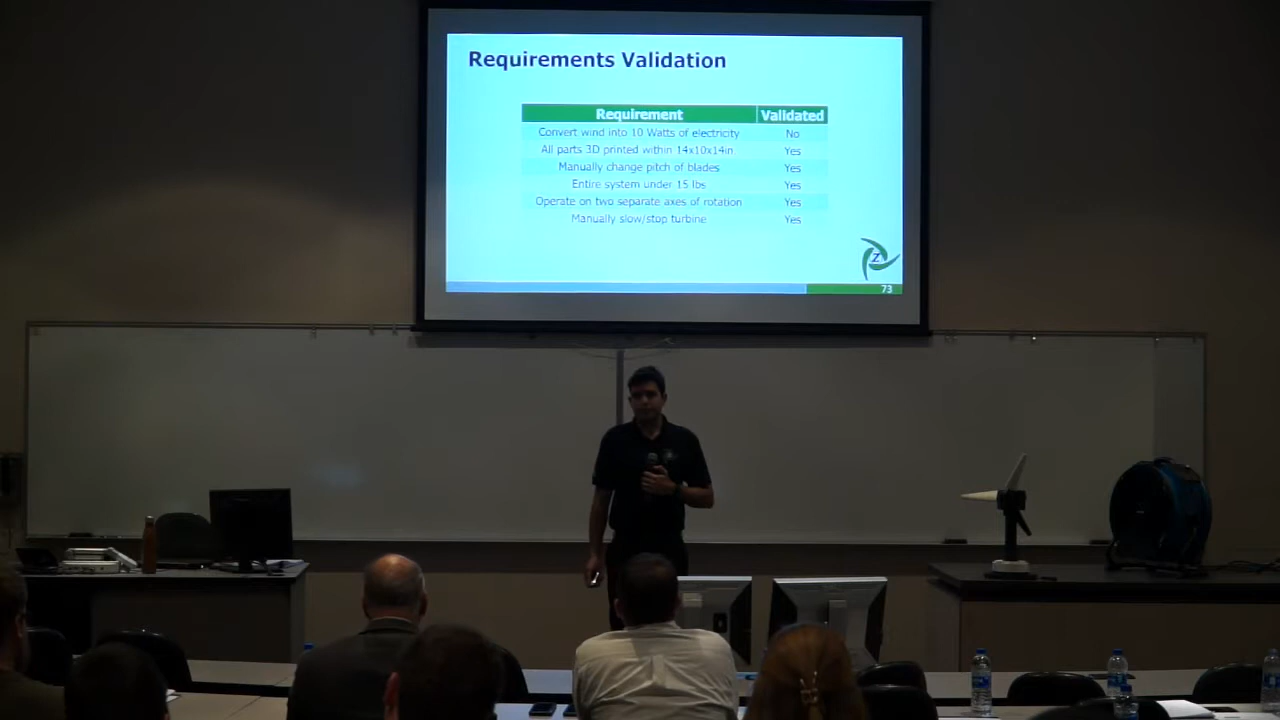 Requirements Validation
Requirement Validated
Convert wind into 10 Watts of electricity No
All parts 3D printed within 14x10x14in Yes
Manually change pitch of blades Yes
Entire system under 15 lbs Yes
Operate on two separate axes of rotation Yes
Manually slow/stop turbine Yes
Z
73